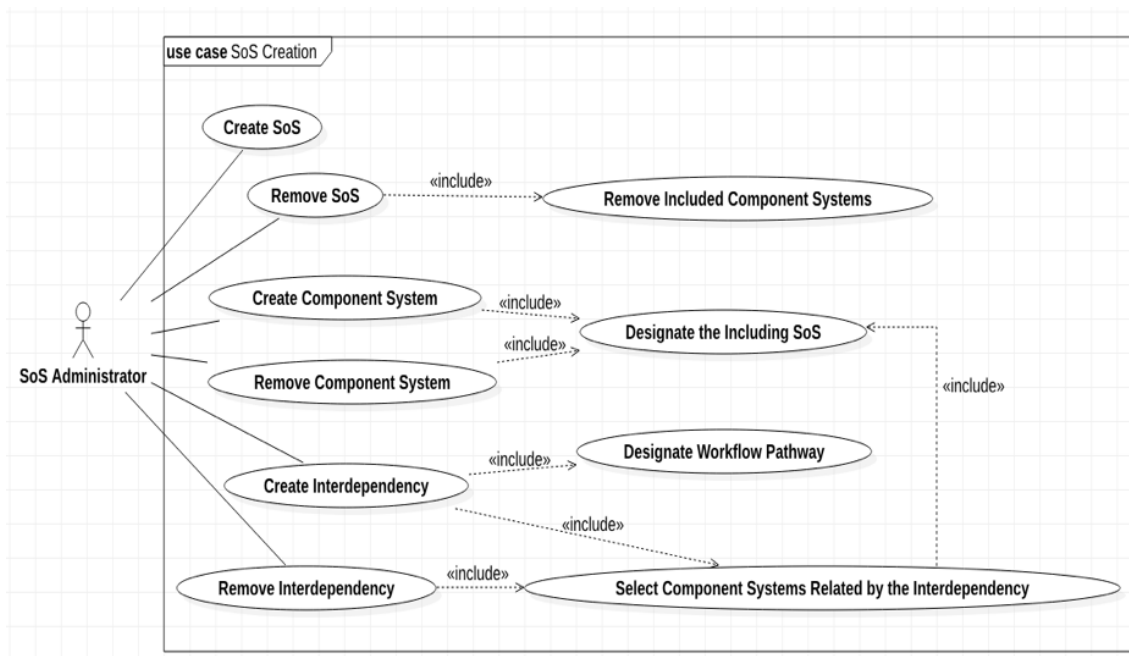 use case SoS Creation
Create SoS
Remove SoS
«include»
Remove Included Component Systems
Create Component System
«include»
Designate the Including SoS
«include»
Remove Component System
SoS Administrator
«include»
Designate Workflow Pathway
«include»
Create Interdependency
«include»
Remove Interdependency
«include»
Select Component Systems Related by the Interdependency